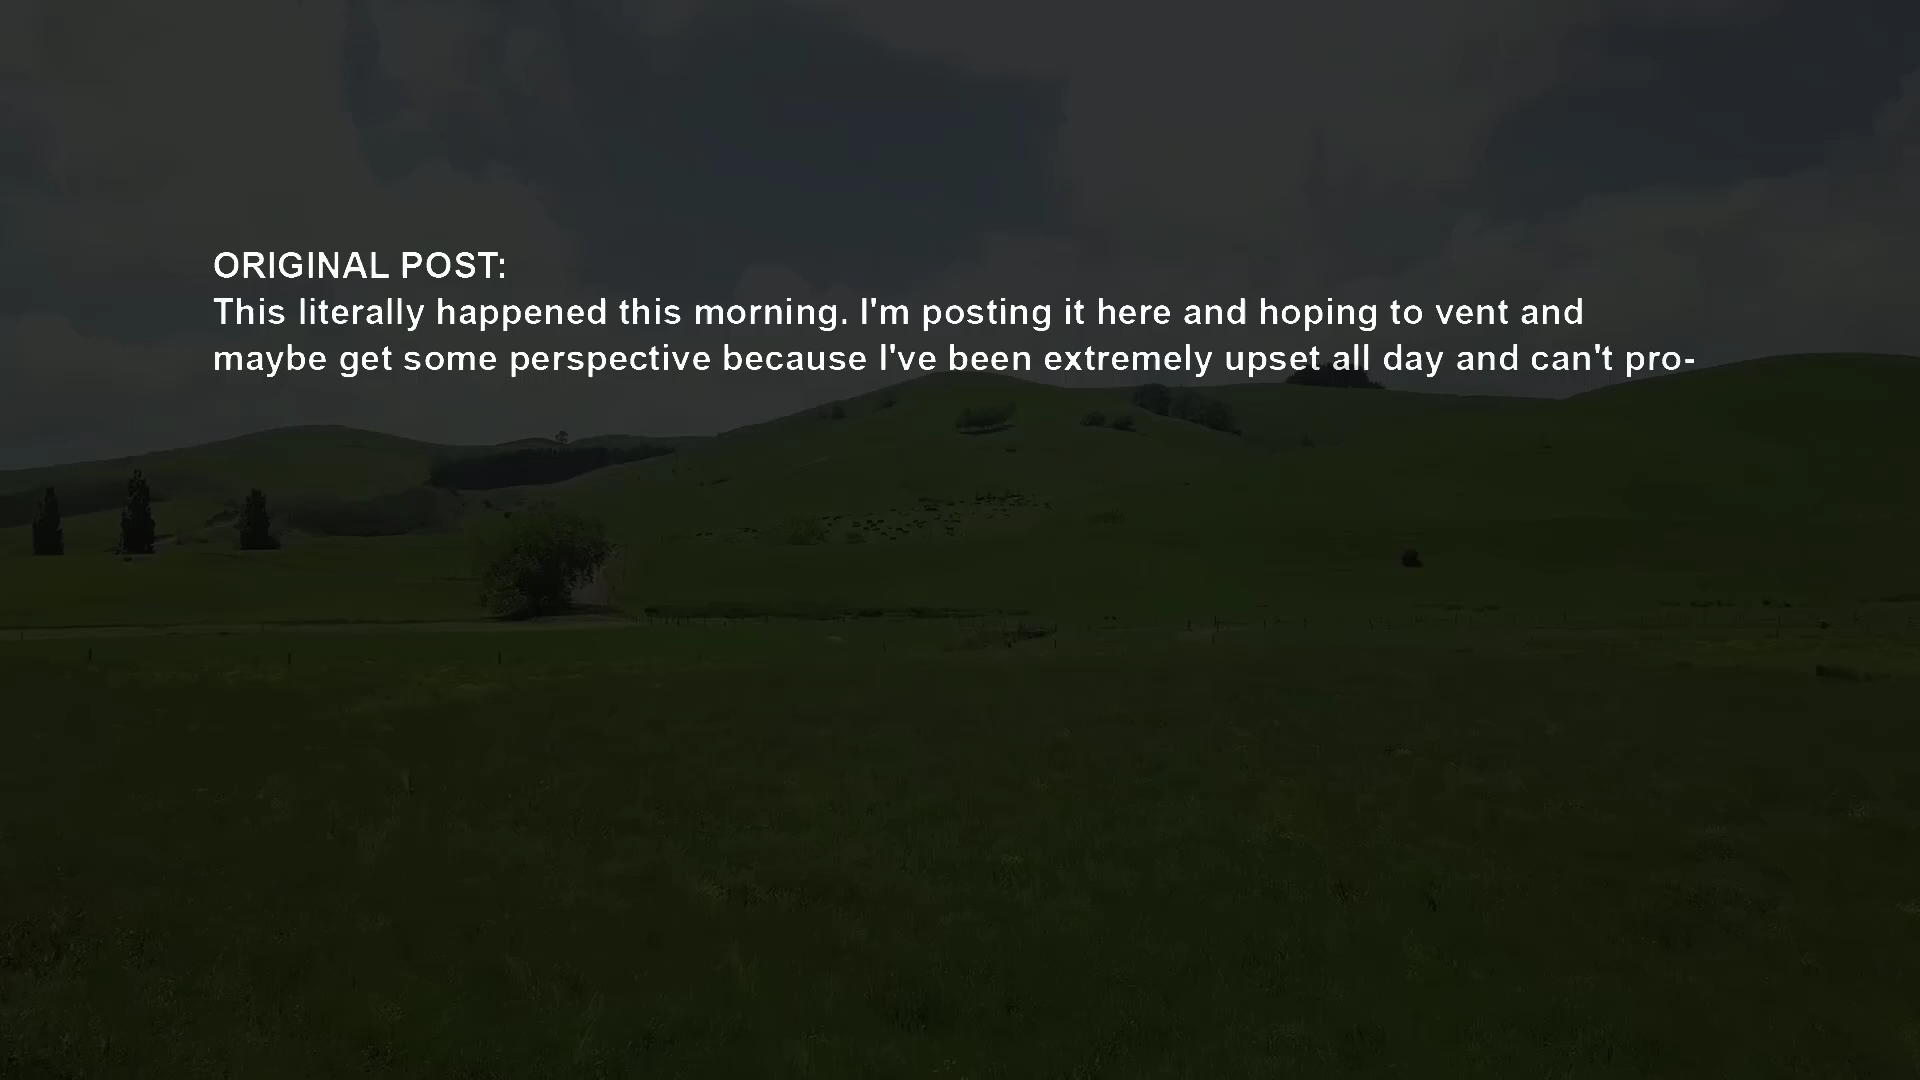 ORIGINAL POST:
This literally happened this morning. I'm posting it here and hoping to vent and
maybe get some perspective because I've been extremely upset all day and can't pro-